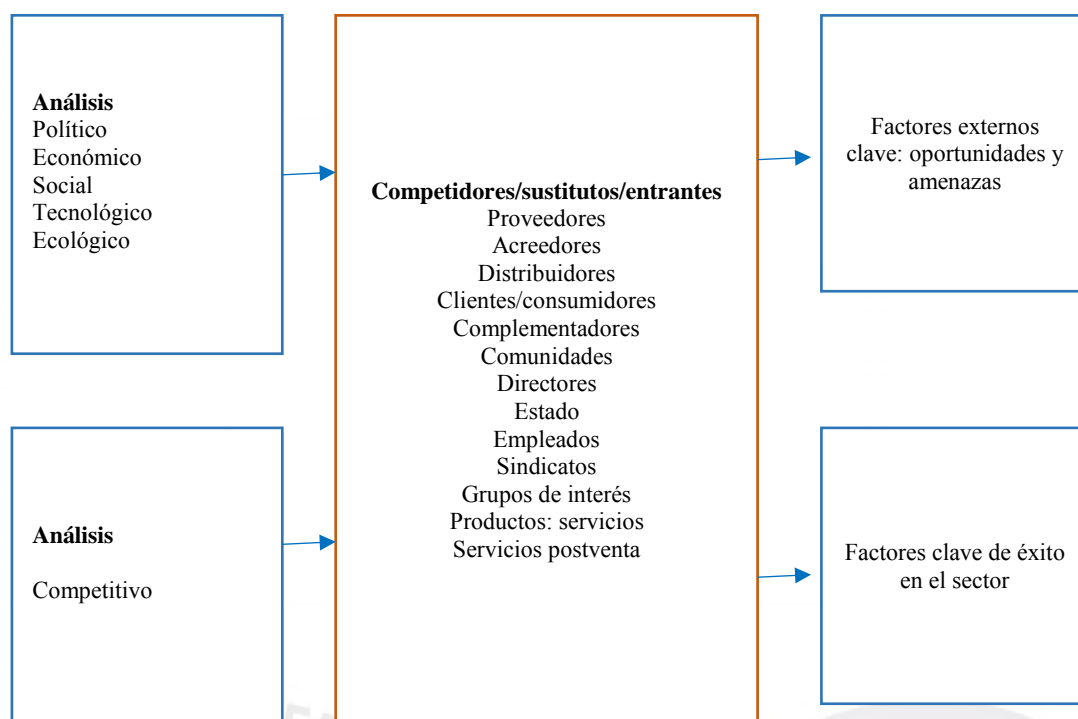 Análisis
Político
Económico
Social
Tecnológico
Ecológico
Análisis
Competitivo
Competidores/sustitutos/entrantes
Proveedores
Acreedores
Distribuidores
Clientes/consumidores
Complementadores
Comunidades
Directores
Estado
Empleados
Sindicatos
Grupos de interés
Productos: servicios
Servicios postventa
Factores externos
clave: oportunidades y
amenazas
Factores clave de éxito
en el sector